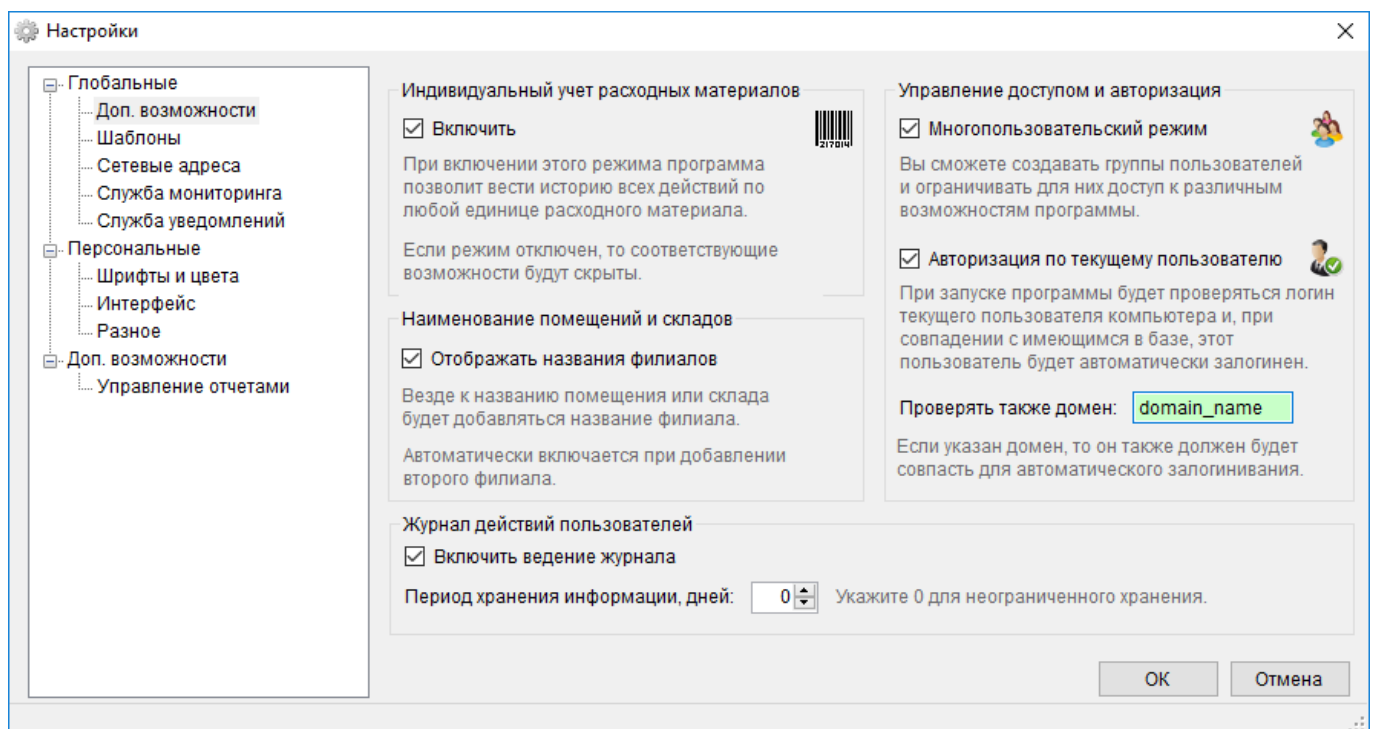 Настройки
Глобальные
Доп. возможности
Шаблоны
Сетевые адреса
Служба мониторинга
Служба уведомлений
Персональные
Шрифты и цвета
Интерфейс
Разное
Доп. возможности
Управление отчетами
Индивидуальный учет расходных материалов
Включить
217014
При включении этого режима программа
позволит вести историю всех действий по
любой единице расходного материала.
Если режим отключен, то соответствующие
возможности будут скрыты.
Наименование помещений и складов
Отображать названия филиалов
Везде к названию помещения или склада
будет добавляться название филиала.
Автоматически включается при добавлении
второго филиала.
Управление доступом и авторизация
Многопользовательский режим
Вы сможете создавать группы пользователей
и ограничивать для них доступ к различным
возможностям программы.
Авторизация по текущему пользователю
При запуске программы будет проверяться логин
текущего пользователя компьютера и, при
совпадении с имеющимся в базе, этот
пользователь будет автоматически залогинен.
Проверять также домен: domain_name
Если указан домен, то он также должен будет
совпасть для автоматического залогинивания.
Журнал действий пользователей
Включить ведение журнала
Период хранения информации, дней: 0 Укажите 0 для неограниченного хранения.
ОК Отмена